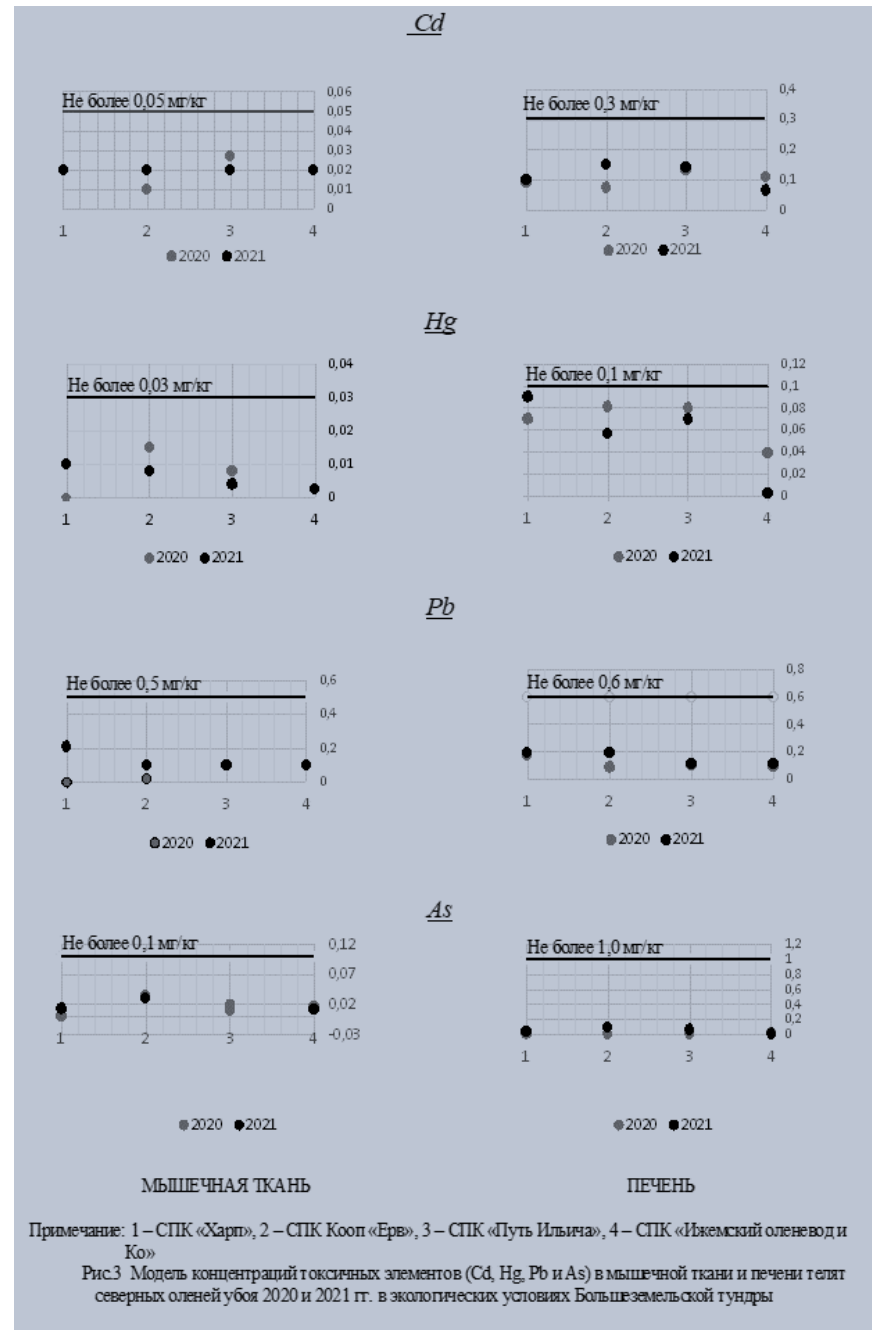 Cd
Не более 0,05 мг/кг
0,06
0,05
0,04
0,03
0,02
0,01
0
1 2 3 4
2020 2021
Не более 0,3 мг/кг
0,4
0,3
0,2
0,1
0
1 2 3 4
2020 2021
Hg
Не более 0,03 мг/кг
0,04
0,03
0,02
0,01
0
1 2 3 4
2020 2021
Не более 0,1 мг/кг
0,12
0,1
0,08
0,06
0,04
0,02
0
1 2 3 4
2020 2021
Pb
Не более 0,5 мг/кг
0,6
0,4
0,2
0
1 2 3 4
2020 2021
Не более 0,6 мг/кг
0,8
0,6
0,4
0,2
0
1 2 3 4
2020 2021
As
Не более 0,1 мг/кг
0,12
0,07
0,02
-0,03
1 2 3 4
2020 2021
Не более 1,0 мг/кг
1,2
1
0,8
0,6
0,4
0,2
0
1 2 3 4
2020 2021
МЫШЕЧНАЯ ТКАНЬ
ПЕЧЕНЬ
Примечание: 1 – СПК «Харп», 2 – СПК Кооп «Ерв», 3 – СПК «Путь Ильича», 4 – СПК «Ижемский оленевод и
Ко»
Рис.3 Модель концентраций токсичных элементов (Cd, Hg, Pb и As) в мышечной ткани и печени телят
северных оленей убоя 2020 и 2021 гг. в экологических условиях Большеземельской тундры